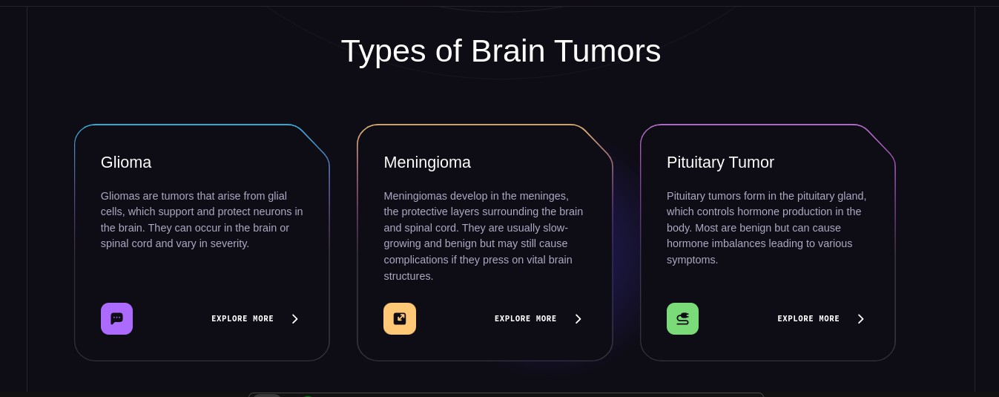 Types of Brain Tumors
Glioma
Gliomas are tumors that arise from glial
cells, which support and protect neurons in
the brain. They can occur in the brain or
spinal cord and vary in severity.
EXPLORE MORE
Meningioma
Meningiomas develop in the meninges,
the protective layers surrounding the brain
and spinal cord. They are usually slow-
growing and benign but may still cause
complications if they press on vital brain
structures.
EXPLORE MORE
Pituitary Tumor
Pituitary tumors form in the pituitary gland,
which controls hormone production in the
body. Most are benign but can cause
hormone imbalances leading to various
symptoms.
EXPLORE MORE